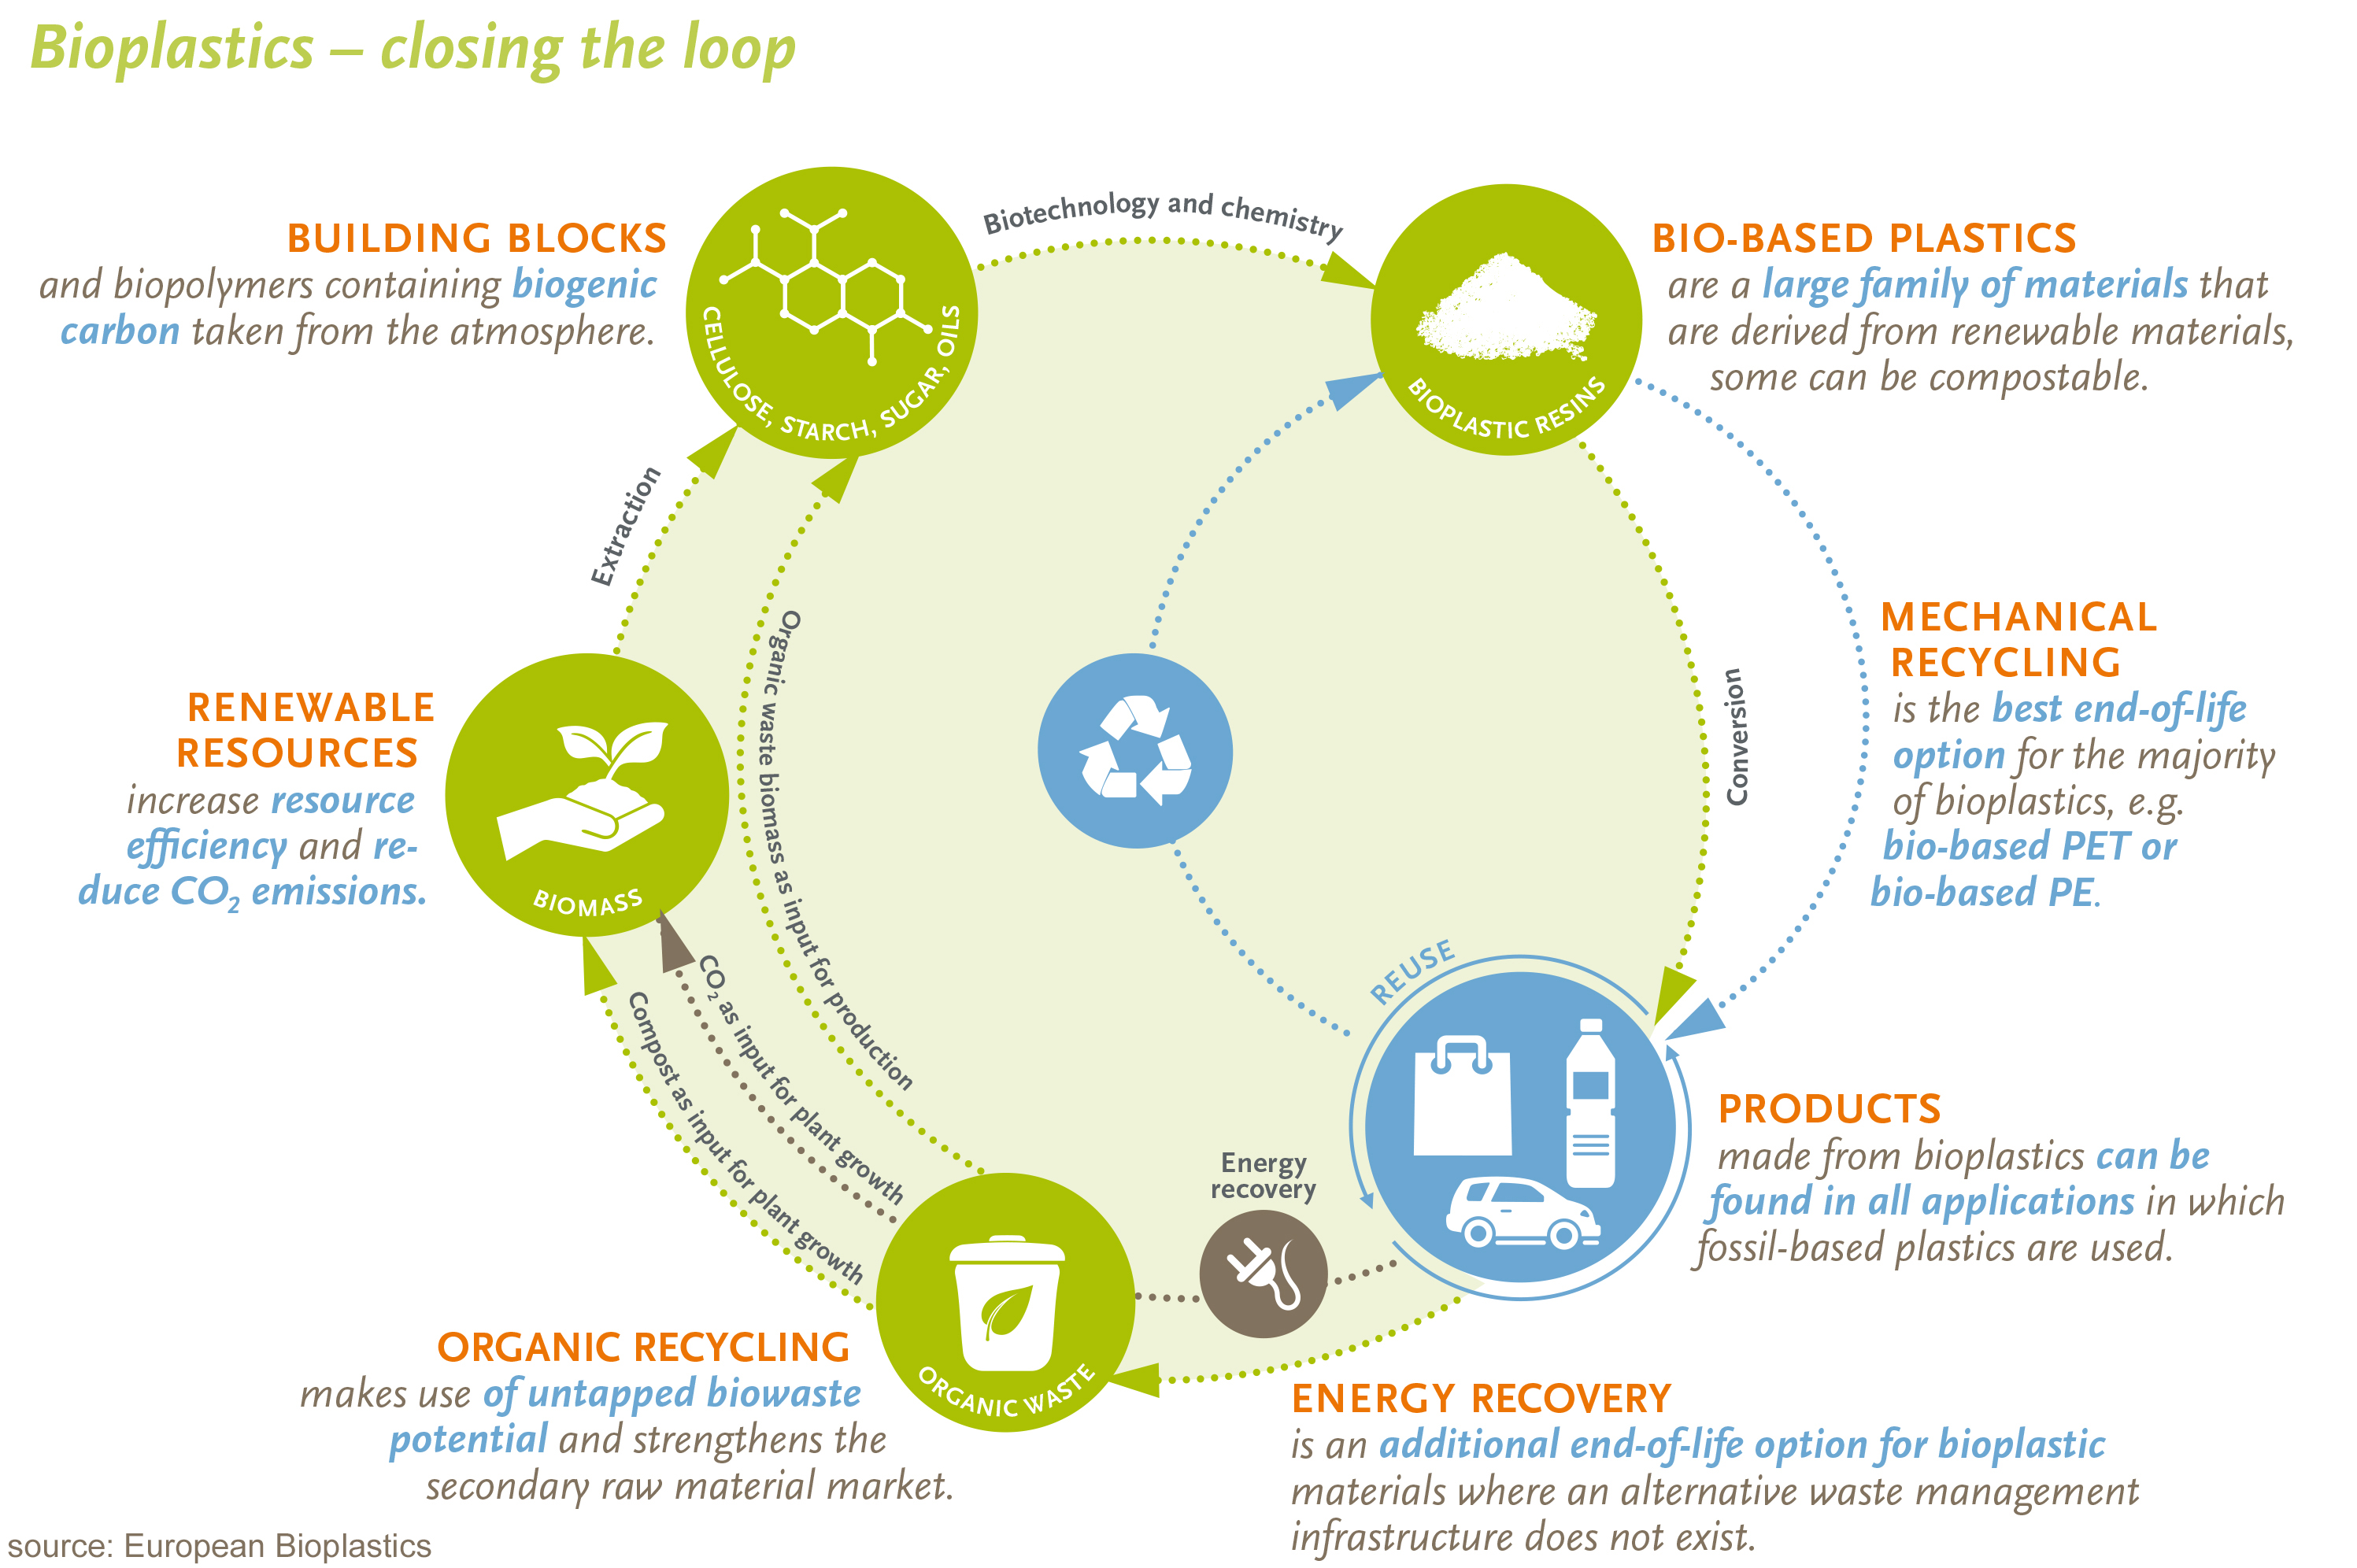 Bioplastics – closing the loop
BUILDING BLOCKS
and biopolymers containing biogenic
carbon taken from the atmosphere.
CELLULOSE, STARCH, SUGAR, OILS
Biotechnology and chemistry
BIOPLASTIC RESINS
BIO-BASED PLASTICS
are a large family of materials that
are derived from renewable materials,
some can be compostable.
Extraction
Organic waste biomass as input for production
Conversion
MECHANICAL
RECYCLING
is the best end-of-life
option for the majority
of bioplastics, e.g.
bio-based PET or
bio-based PE.
RENEWABLE
RESOURCES
increase resource
efficiency and re-
duce CO₂ emissions.
BIOMASS
CO₂ as input for plant growth
Compost as input for plant growth
REUSE
PRODUCTS
made from bioplastics can be
found in all applications in which
fossil-based plastics are used.
Energy
recovery
ORGANIC WASTE
ORGANIC RECYCLING
makes use of untapped biowaste
potential and strengthens the
secondary raw material market.
ENERGY RECOVERY
is an additional end-of-life option for bioplastic
materials where an alternative waste management
infrastructure does not exist.
source: European Bioplastics